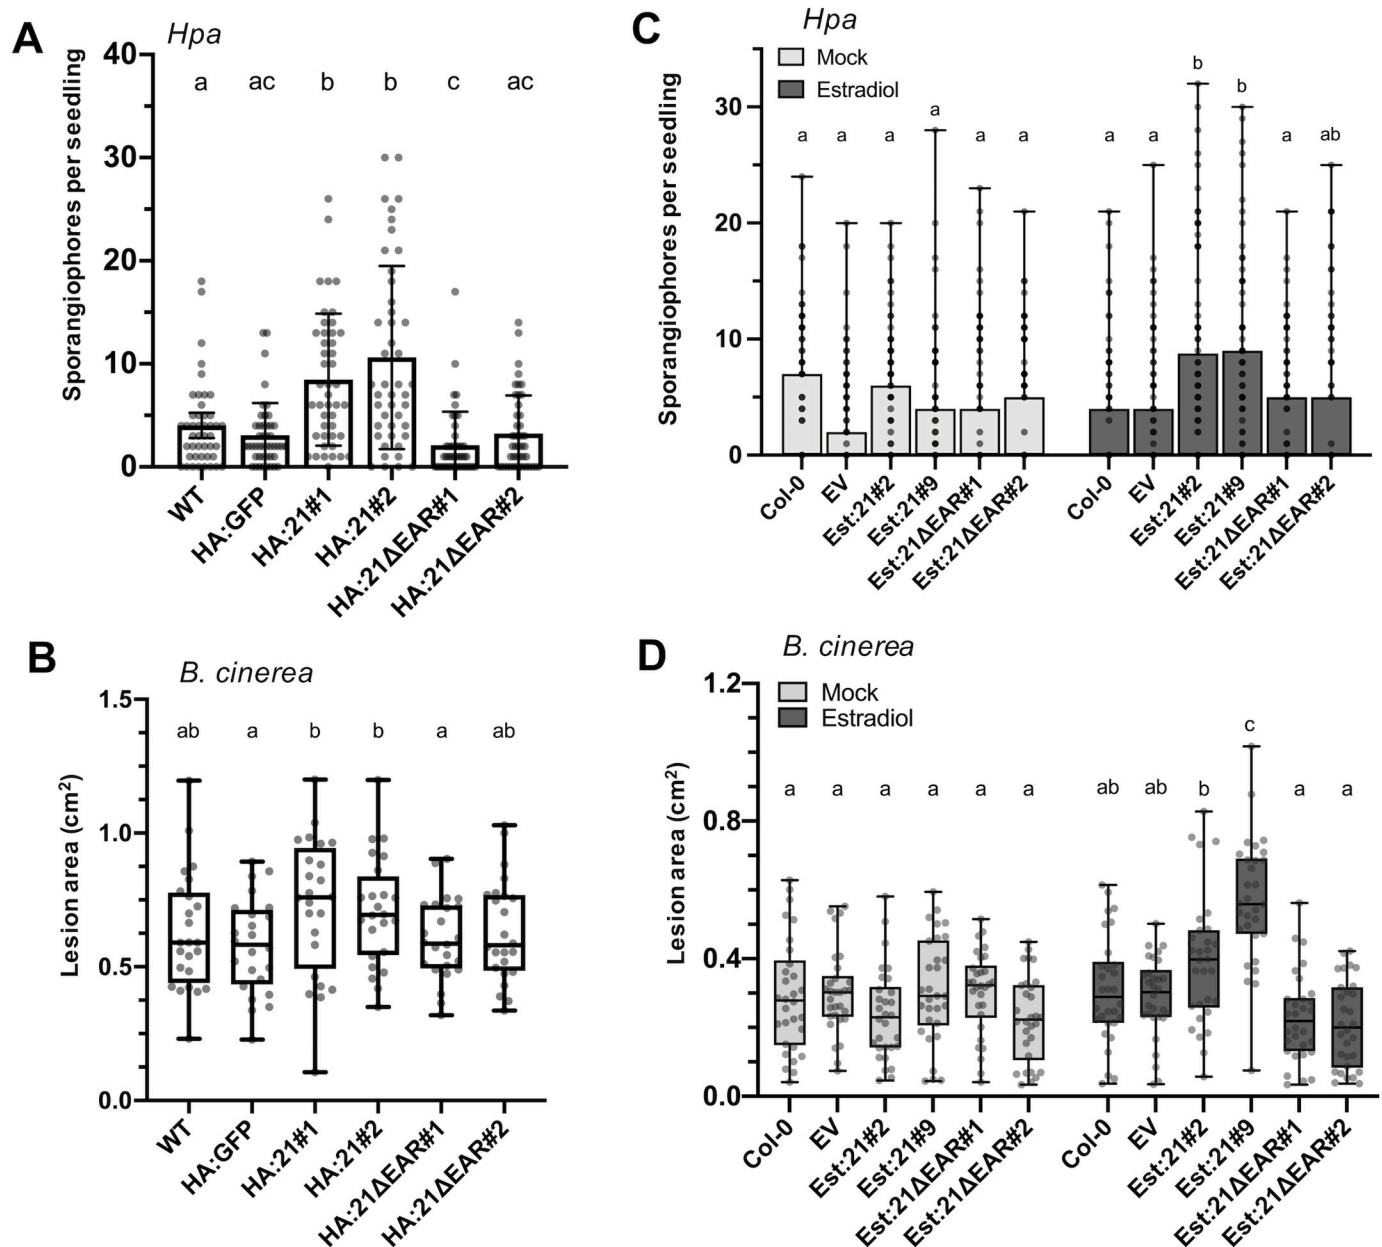 A
Hpa
Sporangiophores per seedling
40
30
20
10
0
a ac b b c ac
WT
HA:GFP
HA:21#1
HA:21#2
HA:21ΔEAR#1
HA:21ΔEAR#2
C
Hpa
Mock
Estradiol
Sporangiophores per seedling
30
20
10
0
a a a a a a a a b b a ab
Col-0
EV
Est:21#2
Est:21#9
Est:21ΔEAR#1
Est:21ΔEAR#2
Col-0
EV
Est:21#2
Est:21#9
Est:21ΔEAR#1
Est:21ΔEAR#2
B
B. cinerea
Lesion area (cm²)
1.5
1.0
0.5
0.0
ab a b b a ab
WT
HA:GFP
HA:21#1
HA:21#2
HA:21ΔEAR#1
HA:21ΔEAR#2
D
B. cinerea
Mock
Estradiol
Lesion area (cm²)
1.2
0.8
0.4
0.0
a a a a a a ab ab b c a a
Col-0
EV
Est:21#2
Est:21#9
Est:21ΔEAR#1
Est:21ΔEAR#2
Col-0
EV
Est:21#2
Est:21#9
Est:21ΔEAR#1
Est:21ΔEAR#2